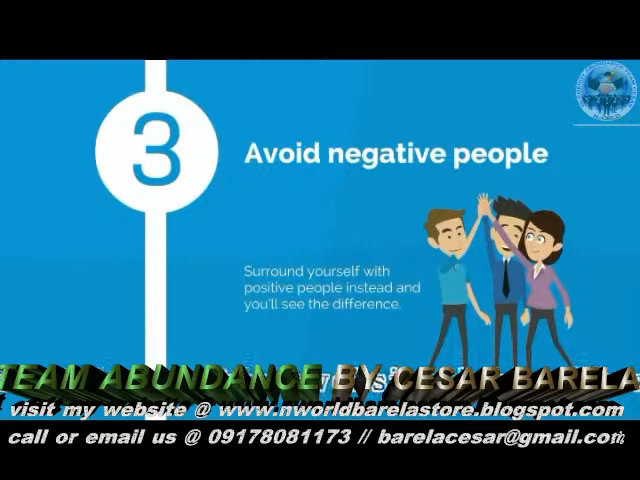 3
Avoid negative people
Surround yourself with
positive people instead and
you'll see the difference.
TEAM ABUNDANCE BY CESAR BARELA
visit my website @ www.nworldbarelastore.blogspot.com
call or email us @ 09178081173 // barelacesar@gmail.com